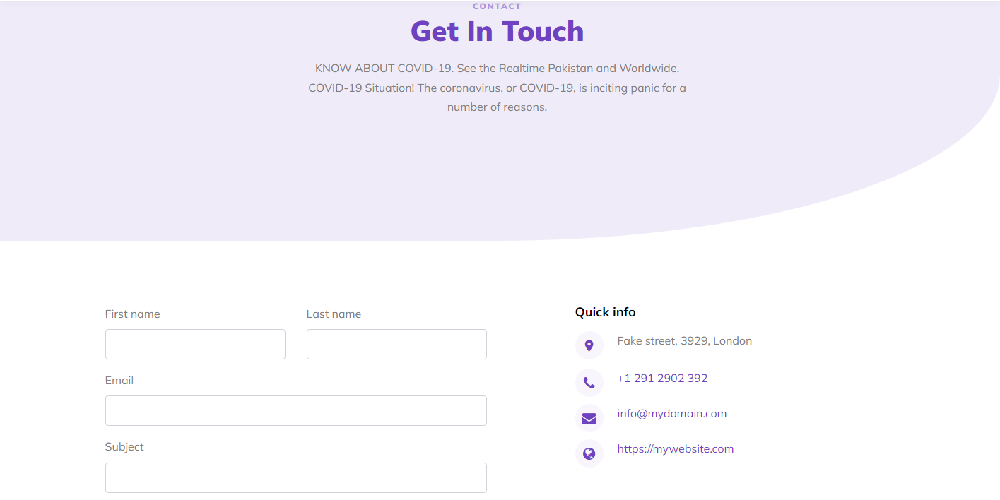 CONTACT
Get In Touch
KNOW ABOUT COVID-19. See the Realtime Pakistan and Worldwide.
COVID-19 Situation! The coronavirus, or COVID-19, is inciting panic for a
number of reasons.
First name
Last name
Email
Subject
Quick info
Fake street, 3929, London
+1 291 2902 392
info@mydomain.com
https://mywebsite.com